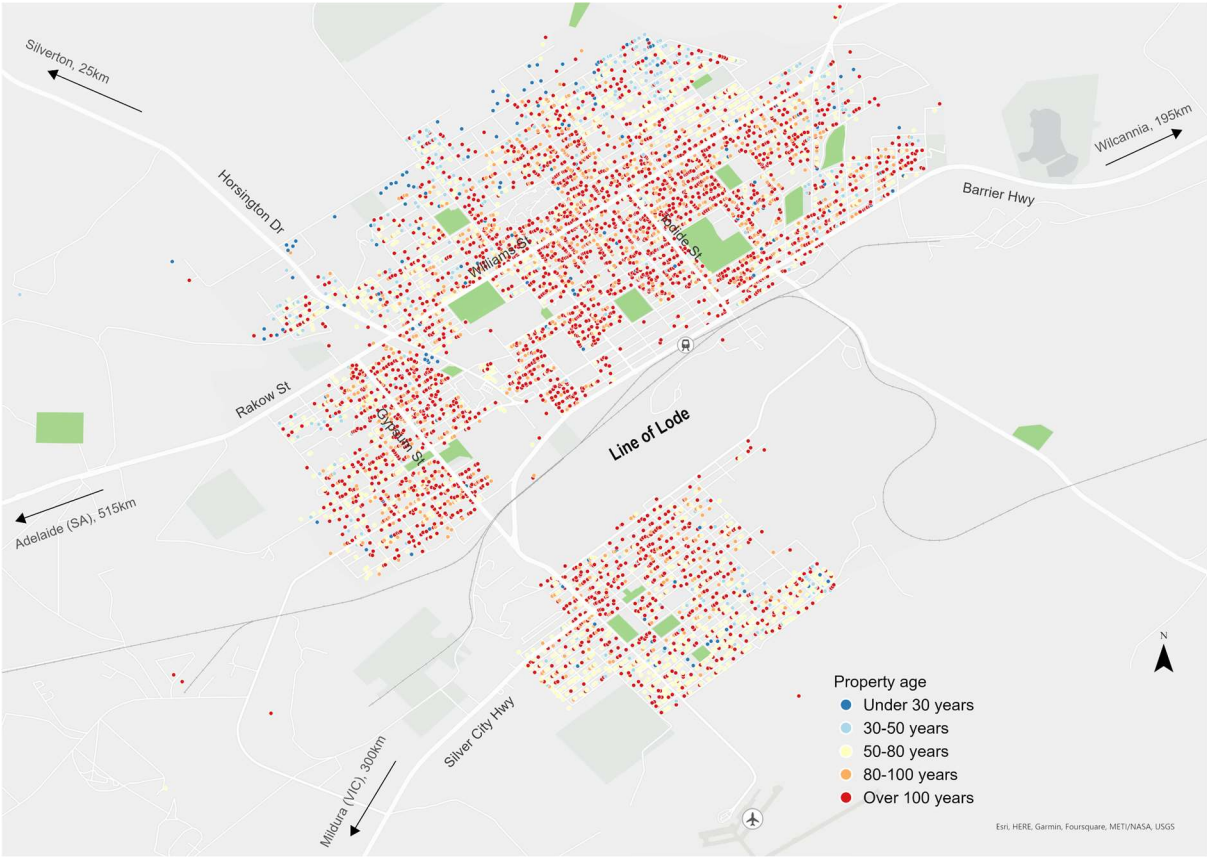 Silverton, 25km
Wilcannia, 195km
Horsington Dr
Barrier Hwy
Iodide St
Williams St
Rakow St
Gypsum St
Line of Lode
Adelaide (SA), 515km
Silver City Hwy
Mildura (VIC), 300km
N
Property age
Under 30 years
30-50 years
50-80 years
80-100 years
Over 100 years
Esri, HERE, Garmin, Foursquare, METI/NASA, USGS